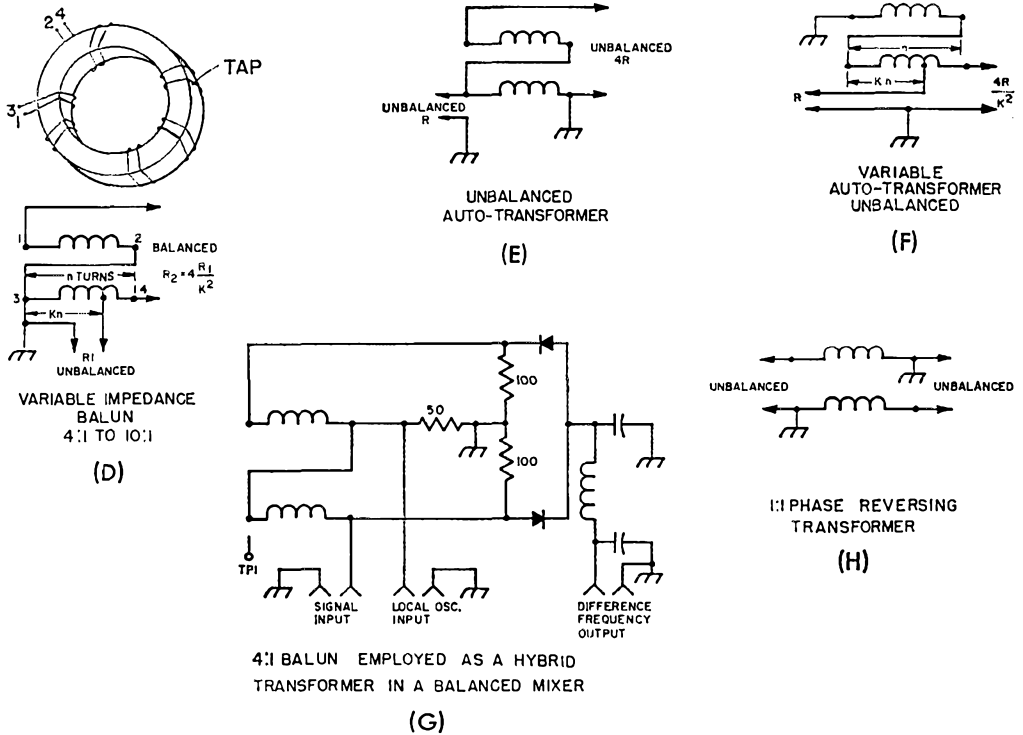 2 4
TAP
3
1
1
2
BALANCED
n TURNS
R2 = 4 R1/K²
3
4
Kn
R1
UNBALANCED
VARIABLE IMPEDANCE
BALUN
4:1 TO 10:1
(D)
UNBALANCED
4R
UNBALANCED
R
UNBALANCED
AUTO-TRANSFORMER
(E)
n
Kn
R
4R/K²
VARIABLE
AUTO-TRANSFORMER
UNBALANCED
(F)
100
50
100
TP1
SIGNAL
INPUT
LOCAL OSC.
INPUT
DIFFERENCE
FREQUENCY
OUTPUT
4:1 BALUN EMPLOYED AS A HYBRID
TRANSFORMER IN A BALANCED MIXER
(G)
UNBALANCED
UNBALANCED
1:1 PHASE REVERSING
TRANSFORMER
(H)